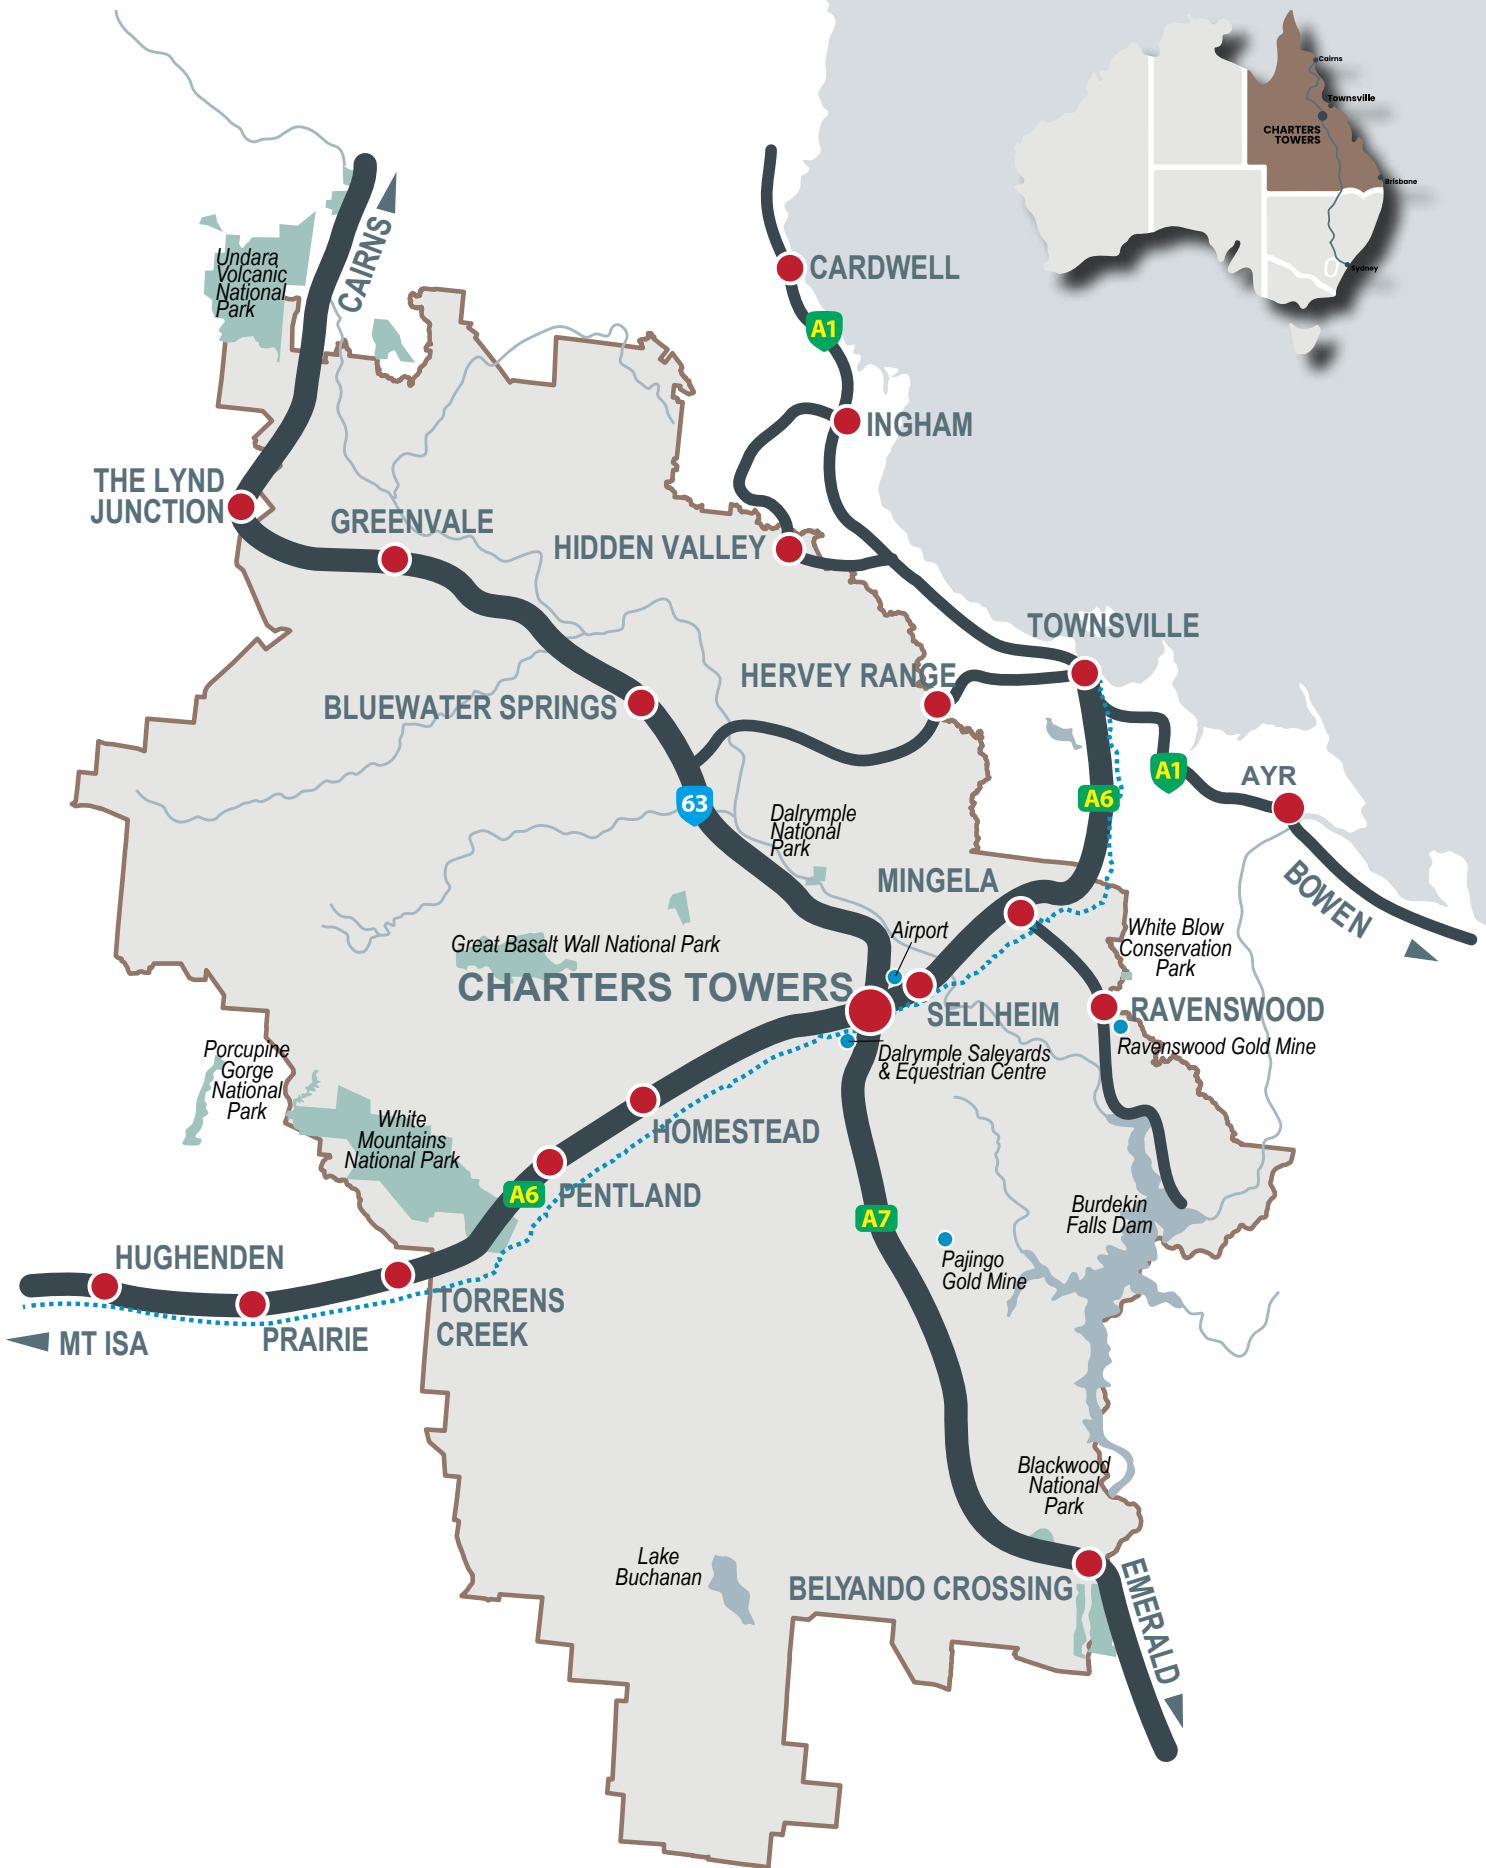 Cairns
Townsville
CHARTERS
TOWERS
Brisbane
Sydney
CAIRNS
Undara
Volcanic
National
Park
CARDWELL
A1
INGHAM
THE LYND
JUNCTION
GREENVALE
HIDDEN VALLEY
TOWNSVILLE
HERVEY RANGE
BLUEWATER SPRINGS
63
A6
A1
AYR
BOWEN
Dalrymple
National
Park
MINGELA
Airport
White Blow
Conservation
Park
Great Basalt Wall National Park
CHARTERS TOWERS
SELLHEIM
RAVENSWOOD
Ravenswood Gold Mine
Dalrymple Saleyards
& Equestrian Centre
Porcupine
Gorge
National
Park
White
Mountains
National Park
HOMESTEAD
PENTLAND
A6
A7
Burdekin
Falls Dam
Pajingo
Gold Mine
HUGHENDEN
TORRENS
CREEK
PRAIRIE
MT ISA
Blackwood
National
Park
Lake
Buchanan
BELYANDO CROSSING
EMERALD